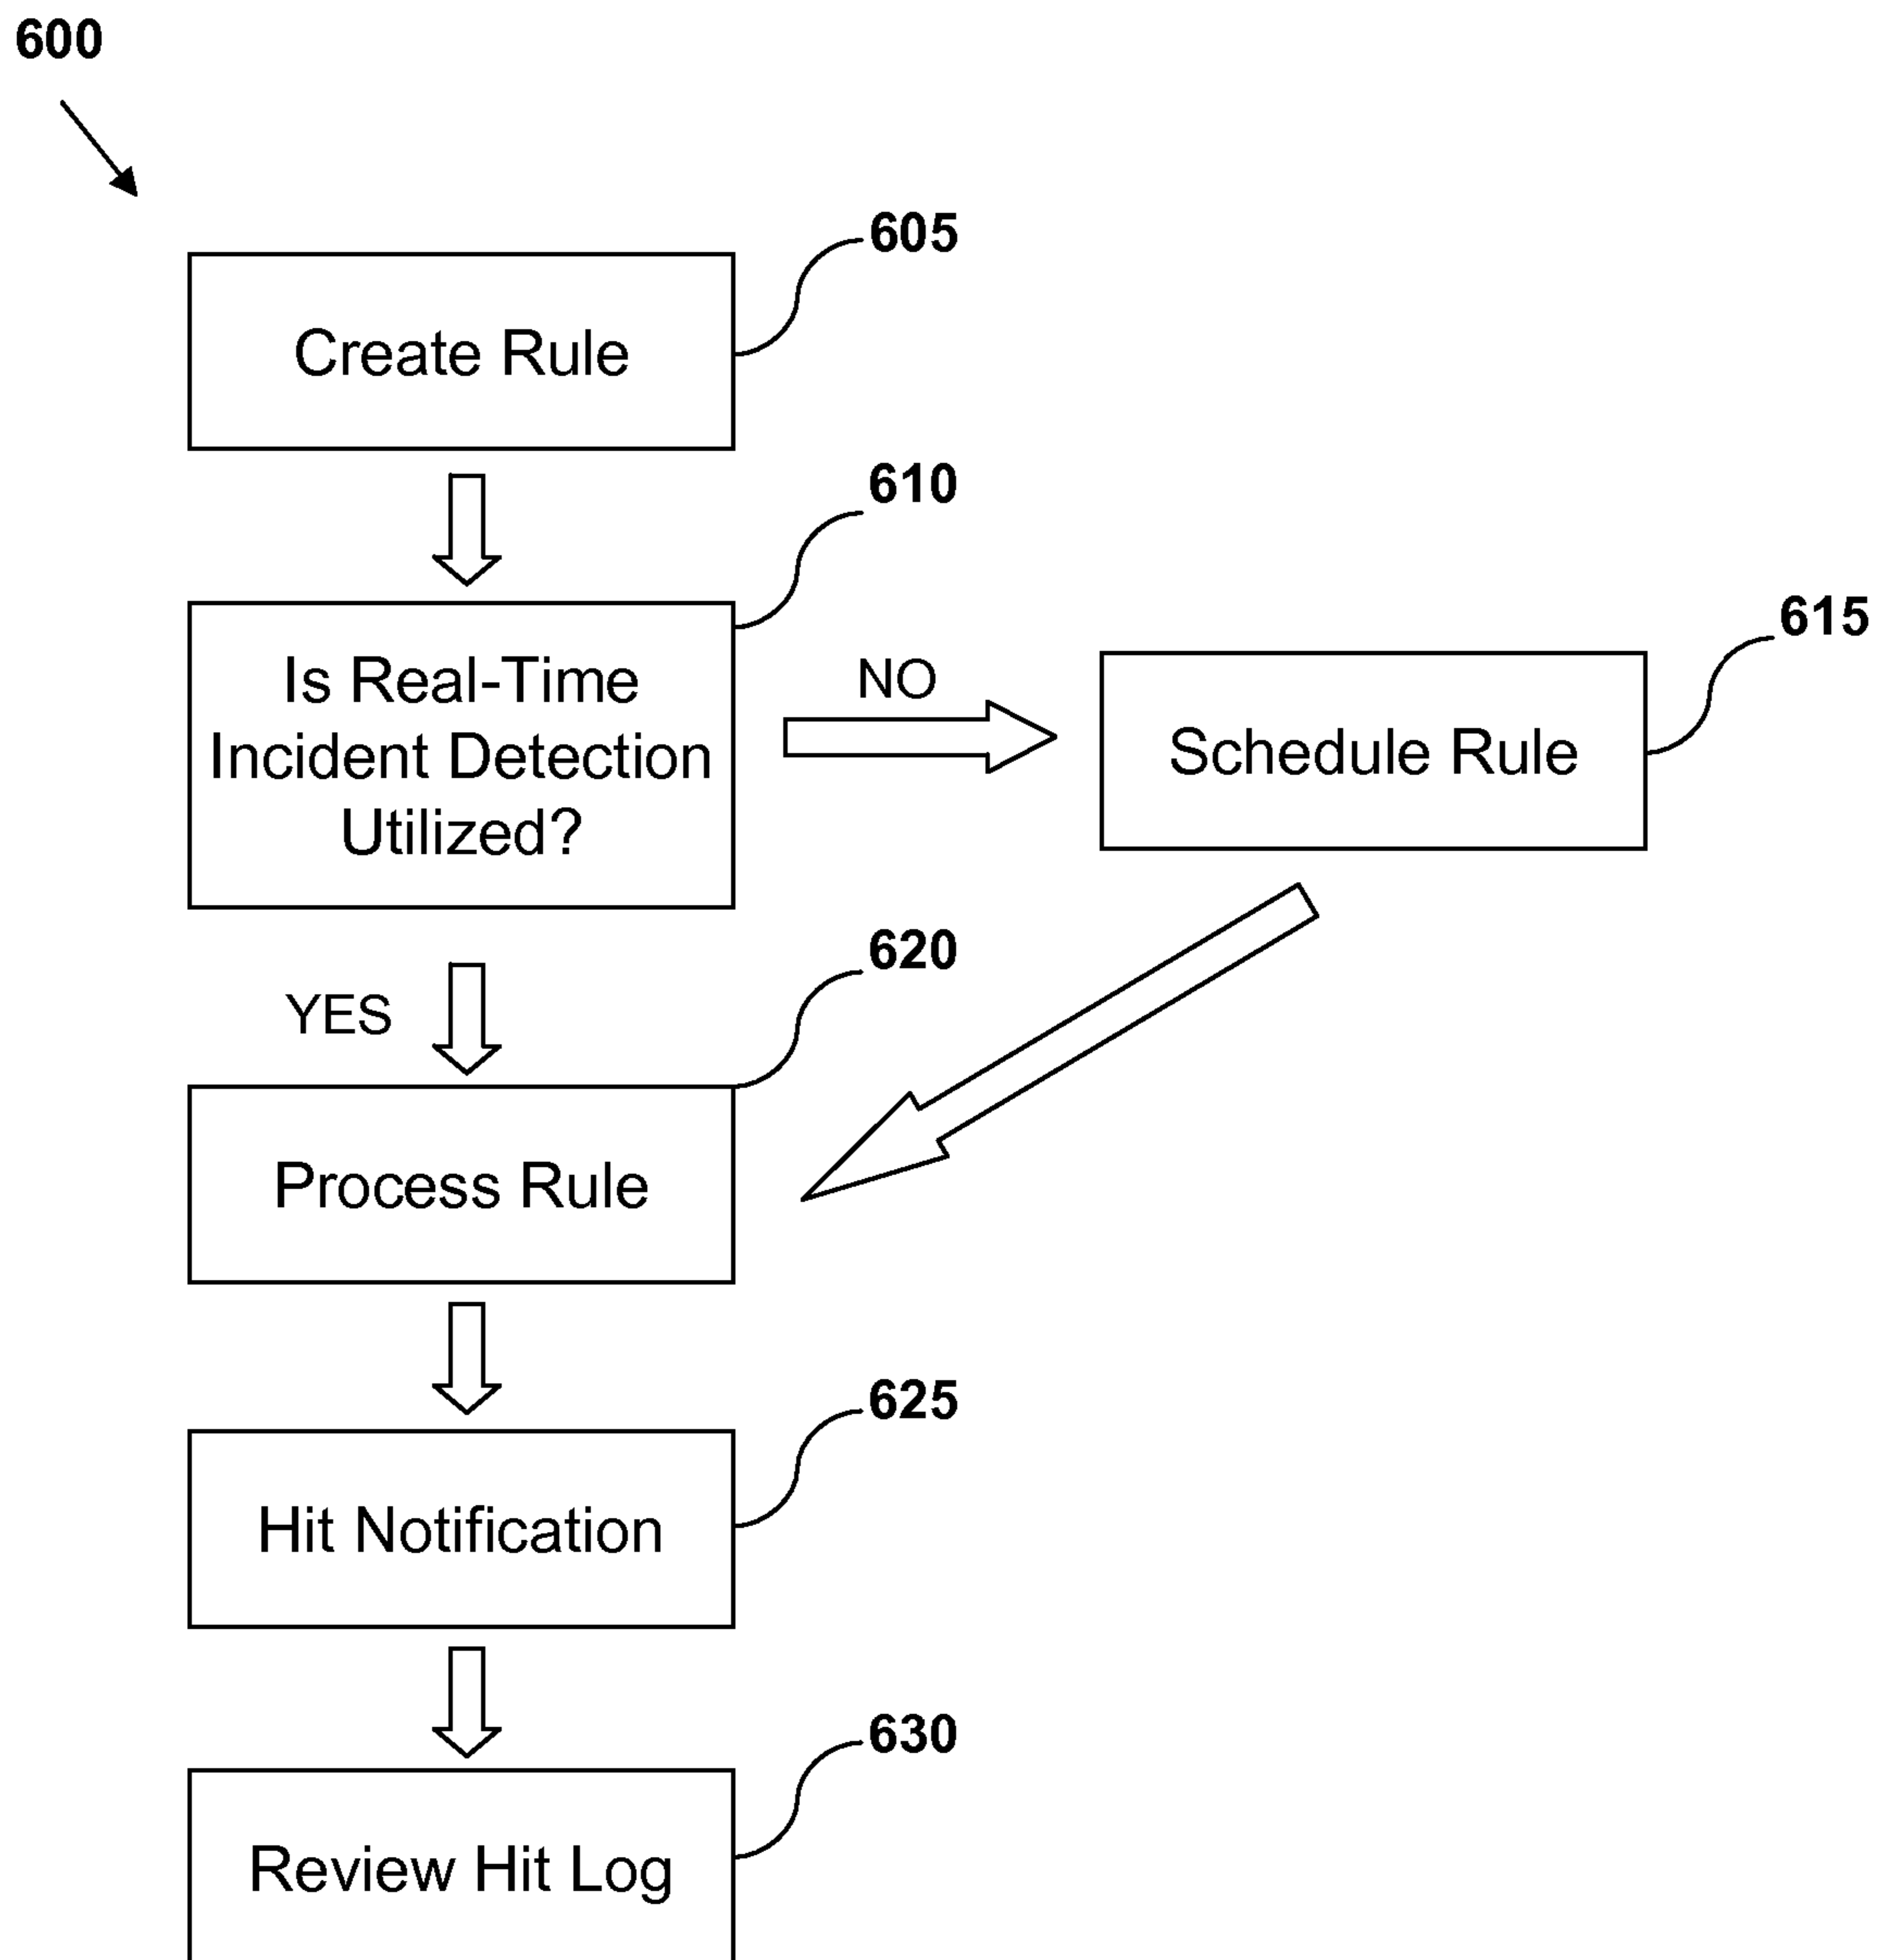 600
605
Create Rule
610
Is Real-Time
Incident Detection
Utilized?
NO
615
Schedule Rule
620
YES
Process Rule
625
Hit Notification
630
Review Hit Log